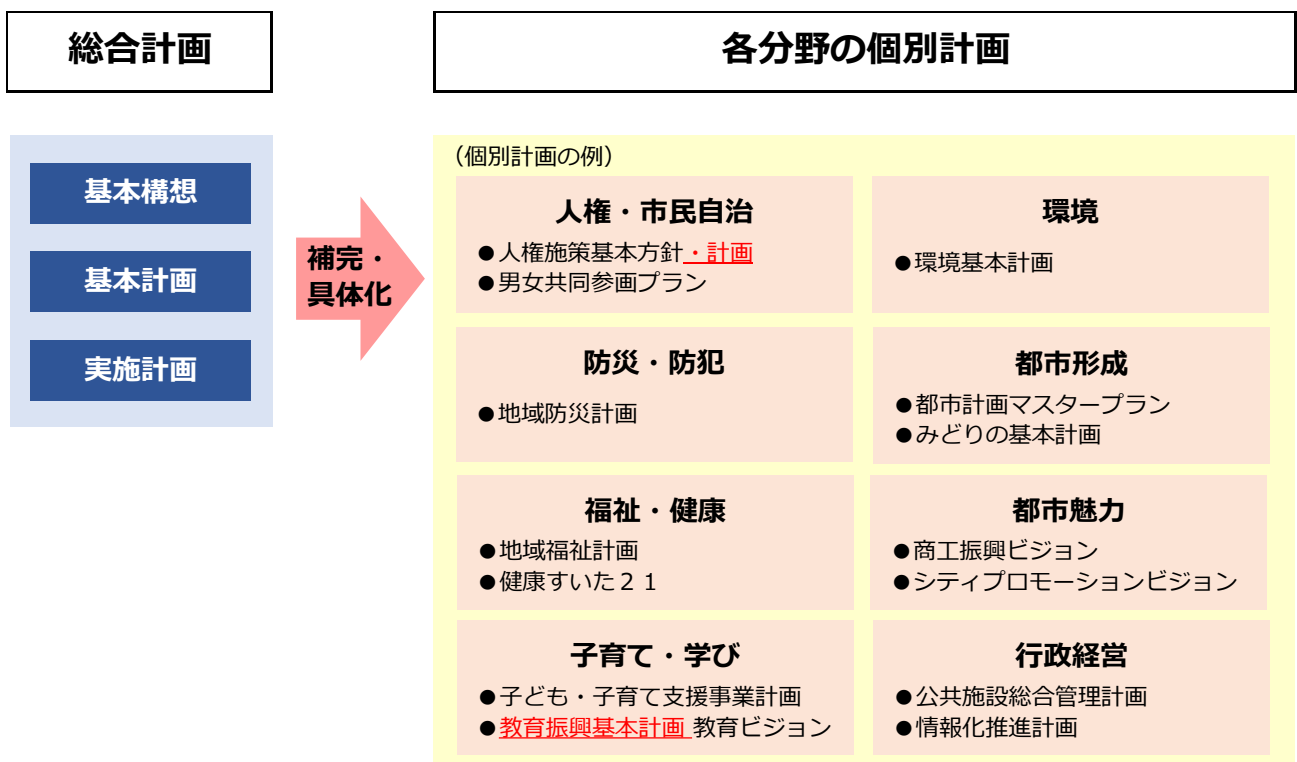 総合計画
各分野の個別計画
基本構想
基本計画
実施計画
補完・
具体化
（個別計画の例）
人権・市民自治
●人権施策基本方針・計画
●男女共同参画プラン
環境
●環境基本計画
防災・防犯
●地域防災計画
都市形成
●都市計画マスタープラン
●みどりの基本計画
福祉・健康
●地域福祉計画
●健康すいた２１
都市魅力
●商工振興ビジョン
●シティプロモーションビジョン
子育て・学び
●子ども・子育て支援事業計画
●教育振興基本計画 教育ビジョン
行政経営
●公共施設総合管理計画
●情報化推進計画